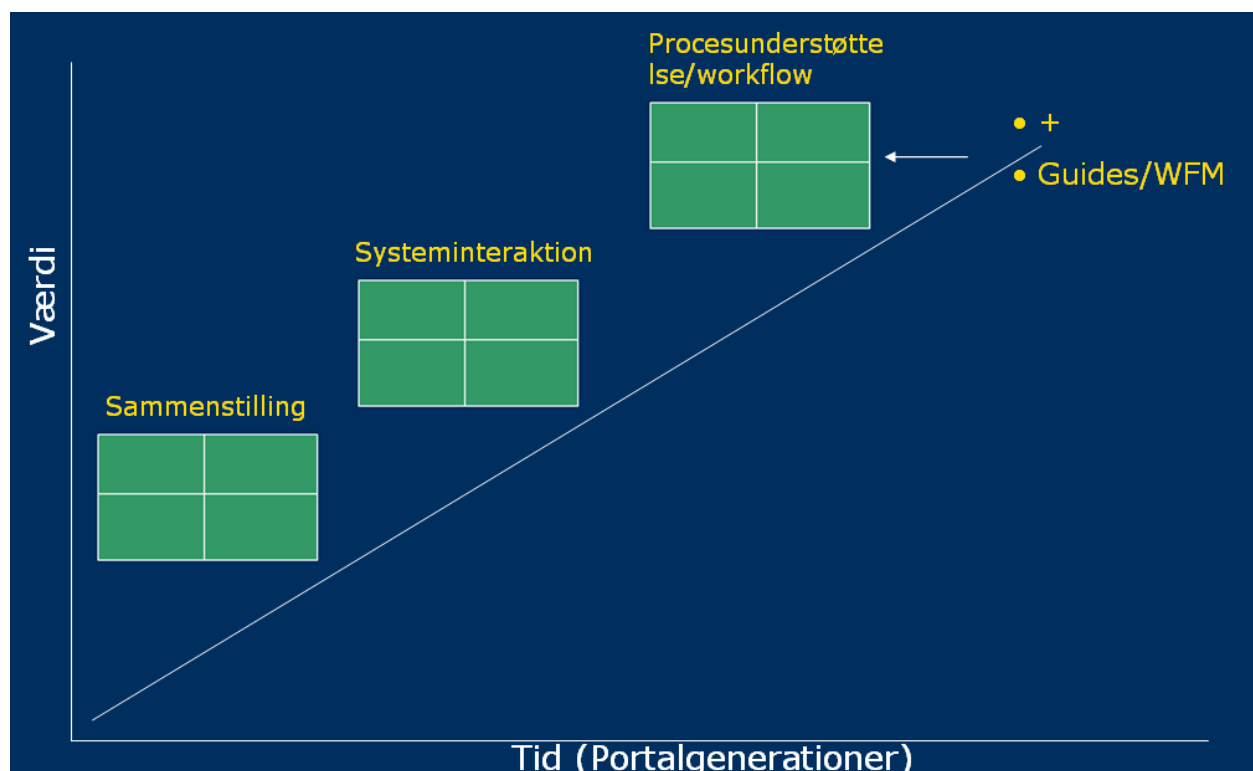 Procesunderstøtte
lse/workflow
• +
• Guides/WFM
Systeminteraktion
Værdi
Sammenstilling
Tid (Portalgenerationer)